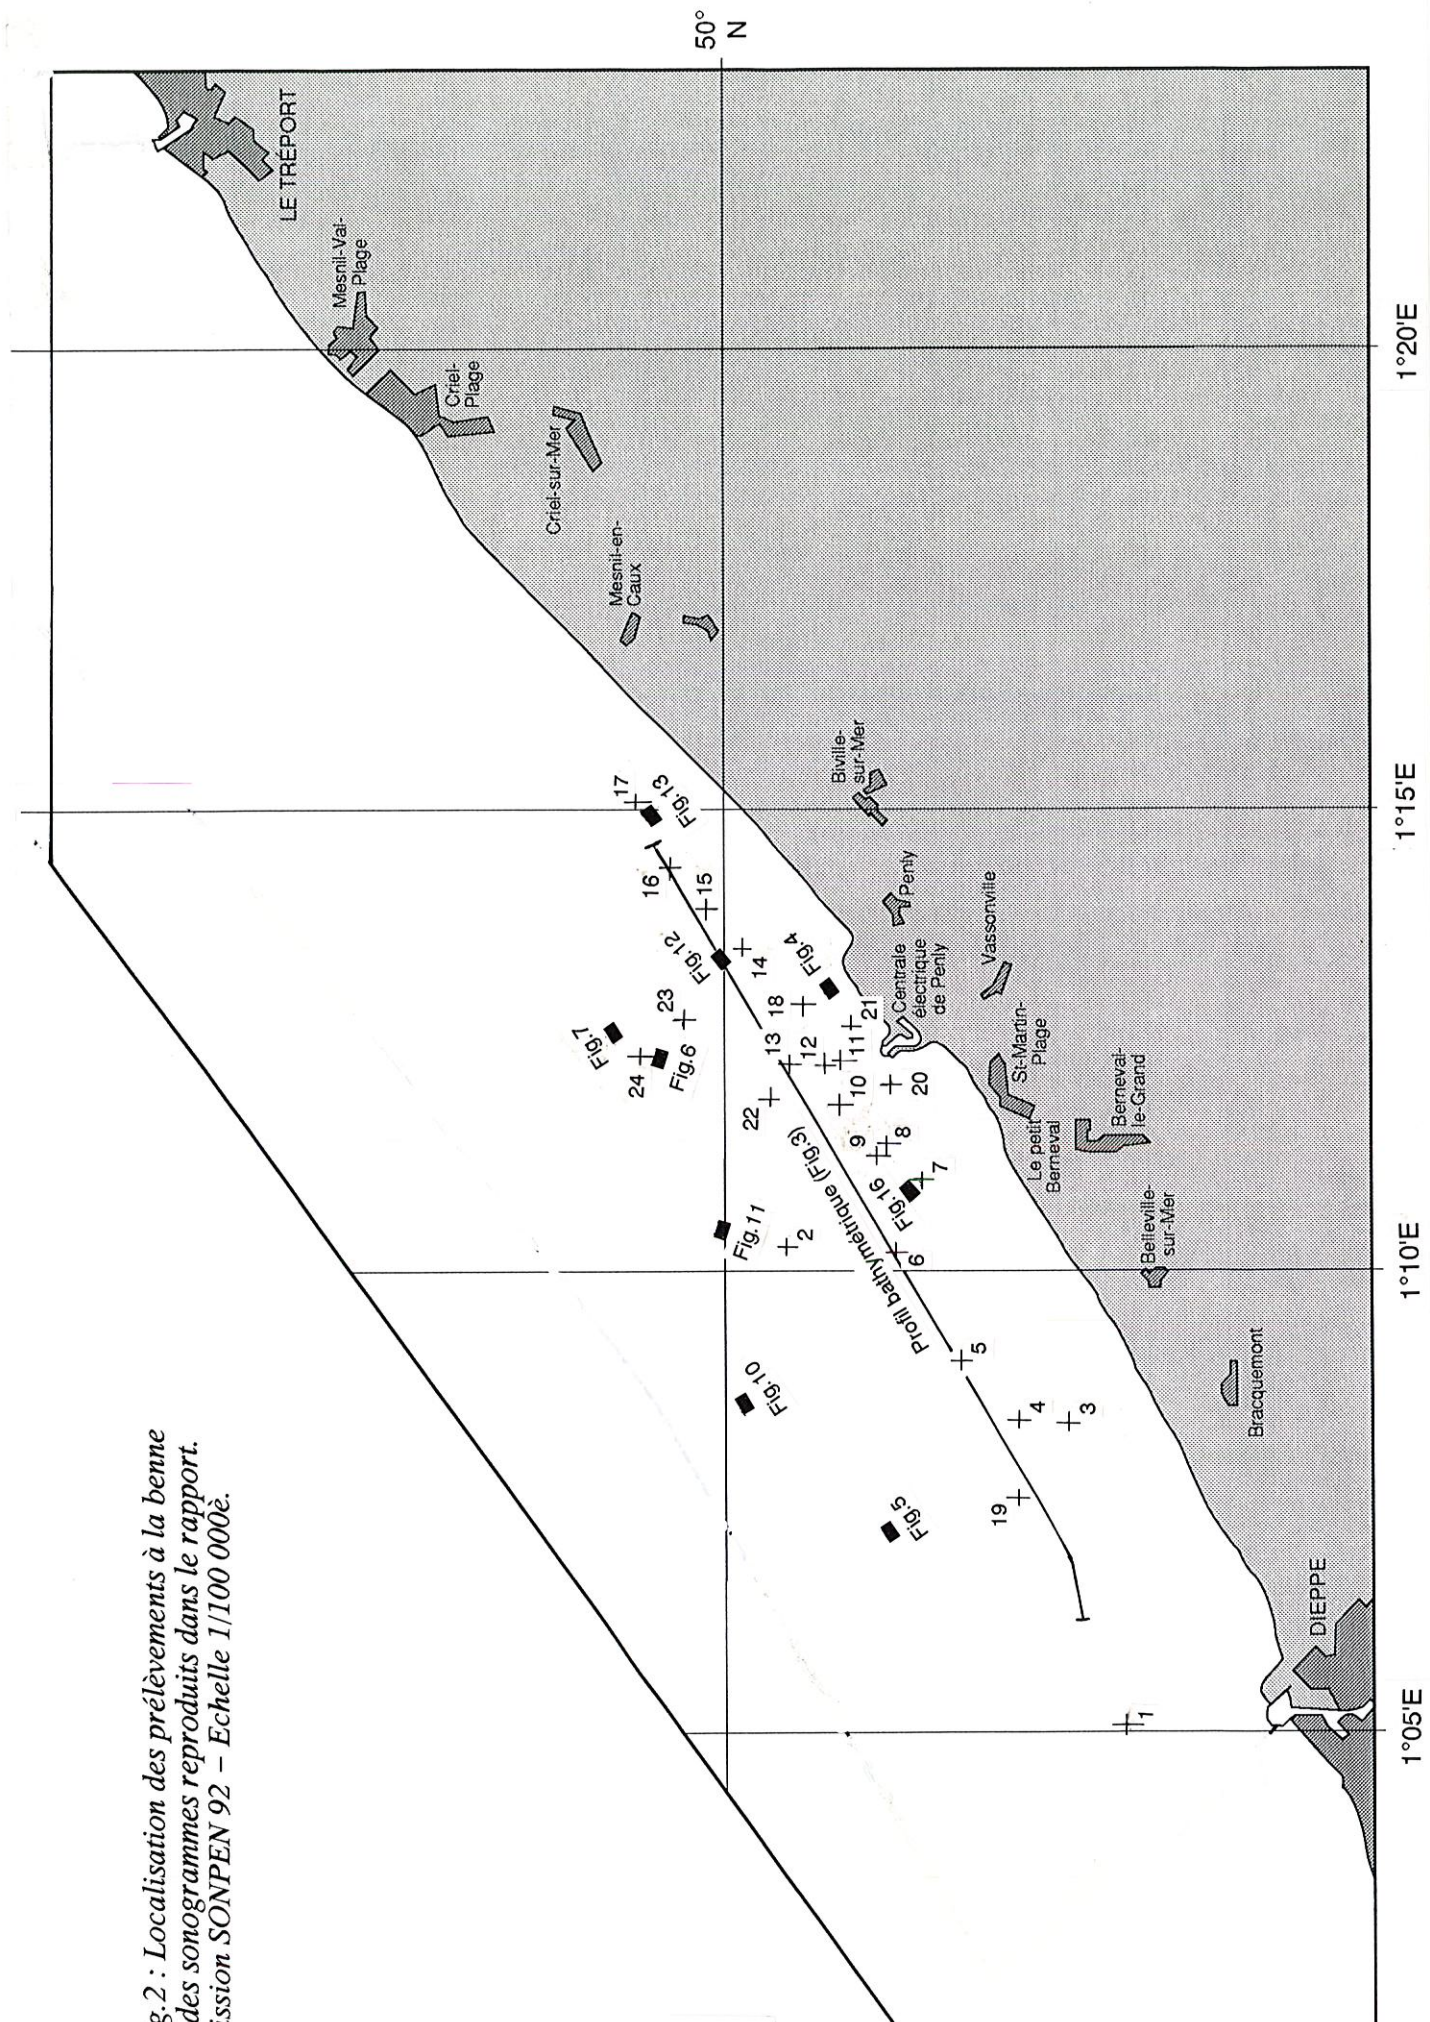 g.2 : Localisation des prélèvements à la benne
des sonogrammes reproduits dans le rapport.
ission SONPEN 92 – Echelle 1/100 000è.
50°
N
LE TRÉPORT
Mesnil-Val-
Plage
Criel-
Plage
Criel-sur-Mer
Mesnil-en-
Caux
Biville-
sur-Mer
Penly
Centrale
électrique
de Penly
Vassonville
St-Martin-
Plage
Le petit
Berneval
Berneval-
le-Grand
Belleville-
sur-Mer
Bracquemont
DIEPPE
17
Fig.13
16
15
Fig.12
14
Fig.4
18
23
Fig.7
24
Fig.6
13
12
11
21
22
10
20
9
8
7
Fig.16
Profil bathymétrique (Fig.3)
6
Fig.11
2
5
Fig.10
4
3
19
Fig.5
1
1°05'E
1°10'E
1°15'E
1°20'E